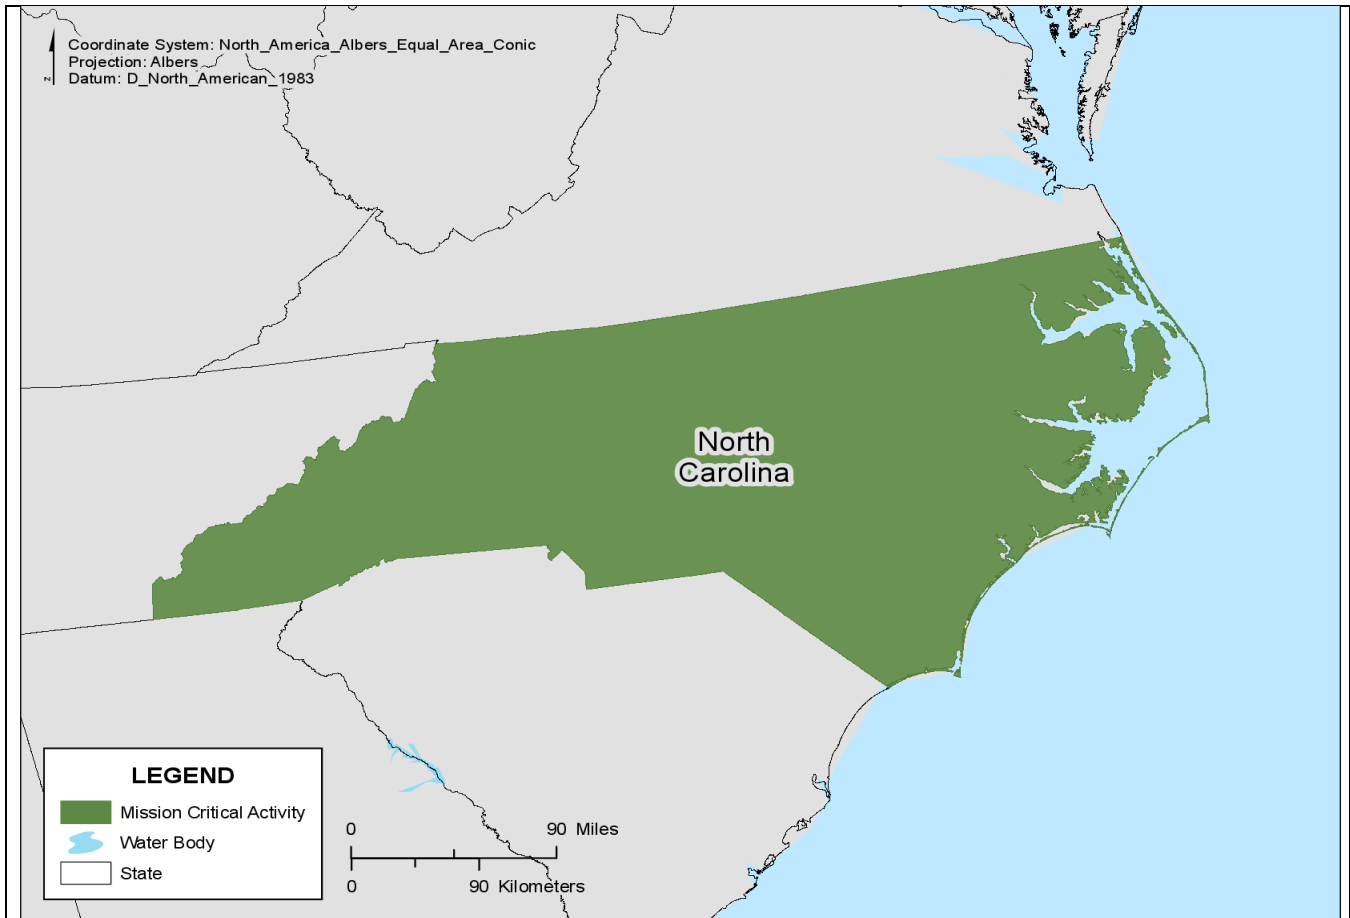 Coordinate System: North_America_Albers_Equal_Area_Conic
Projection: Albers
Datum: D_North_American_1983
N
North
Carolina
LEGEND
Mission Critical Activity
Water Body
State
0 90 Miles
0 90 Kilometers